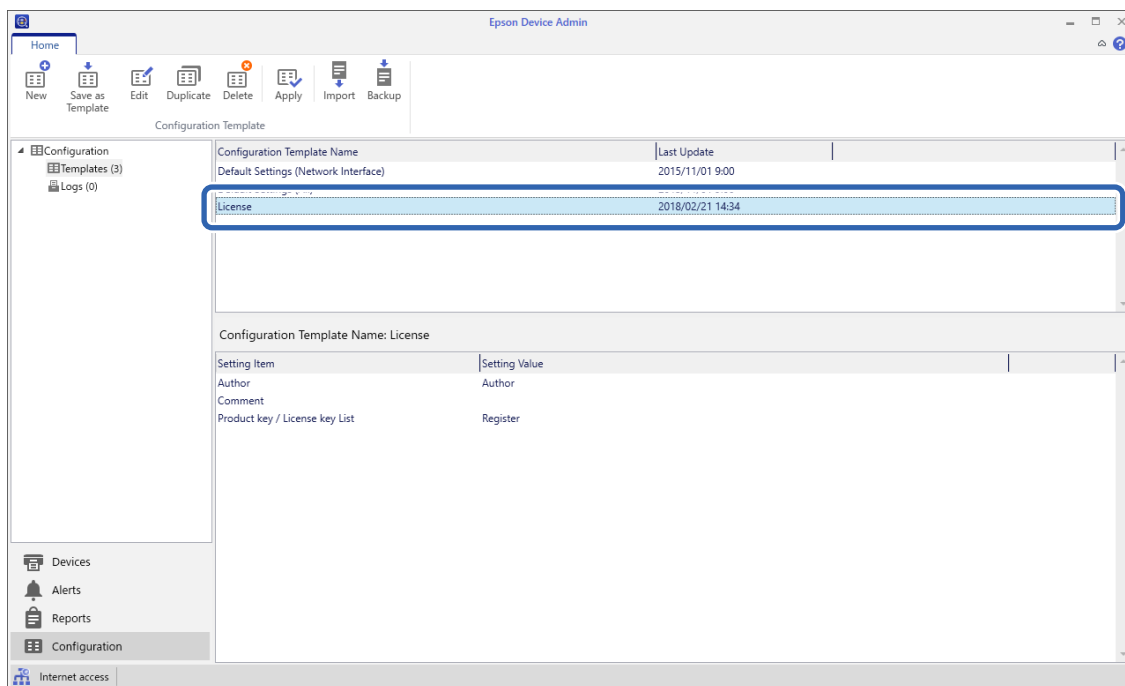 Epson Device Admin
Home
New
Save as Template
Edit
Duplicate
Delete
Apply
Import
Backup
Configuration Template
Configuration
Templates (3)
Logs (0)
Configuration Template Name Last Update
Default Settings (Network Interface) 2015/11/01 9:00
License 2018/02/21 14:34
Configuration Template Name: License
Setting Item Setting Value
Author Author
Comment
Product key / License key List Register
Devices
Alerts
Reports
Configuration
Internet access